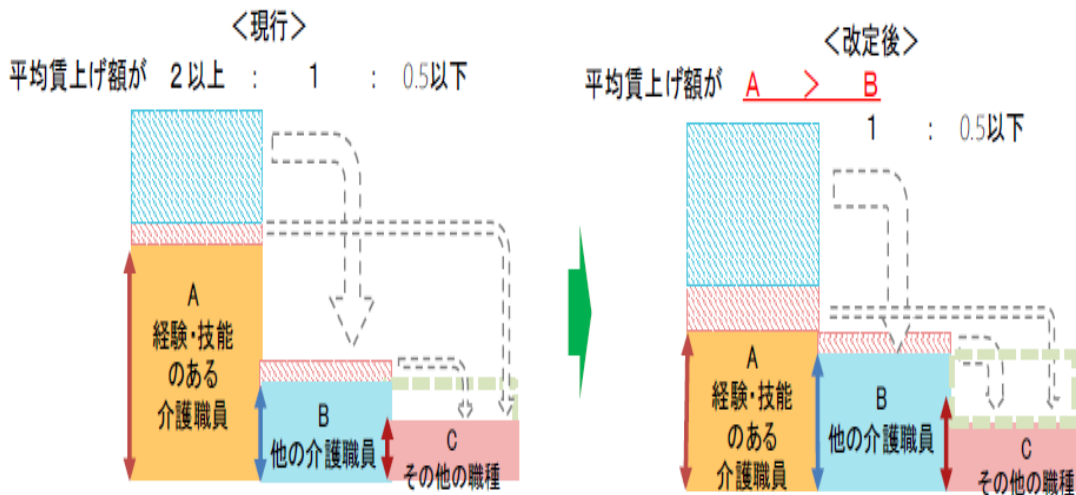 <現行>
平均賃上げ額が 2以上 : 1 : 0.5以下
A
経験・技能
のある
介護職員
B
他の介護職員
C
その他の職種
<改定後>
平均賃上げ額が A > B
1 : 0.5以下
A
経験・技能
のある
介護職員
B
他の介護職員
C
その他の職種